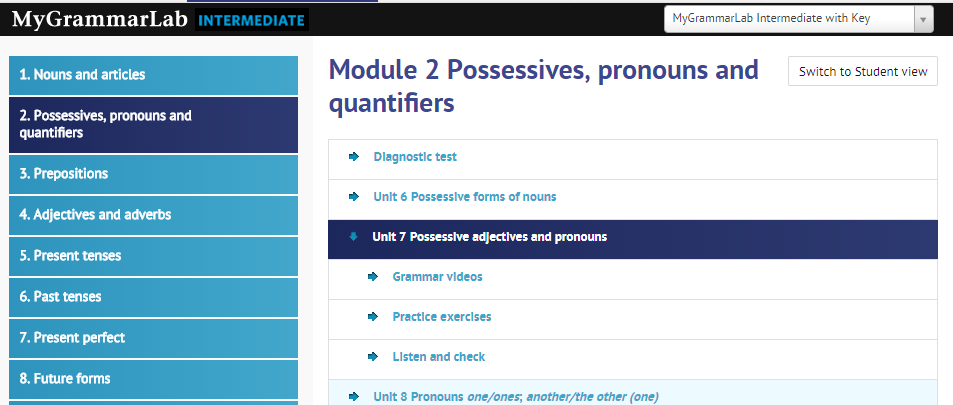 MyGrammarLab INTERMEDIATE
MyGrammarLab Intermediate with Key
1. Nouns and articles
2. Possessives, pronouns and
quantifiers
3. Prepositions
4. Adjectives and adverbs
5. Present tenses
6. Past tenses
7. Present perfect
8. Future forms
Module 2 Possessives, pronouns and
quantifiers
Switch to Student view
Diagnostic test
Unit 6 Possessive forms of nouns
Unit 7 Possessive adjectives and pronouns
Grammar videos
Practice exercises
Listen and check
Unit 8 Pronouns one/ones; another/the other (one)